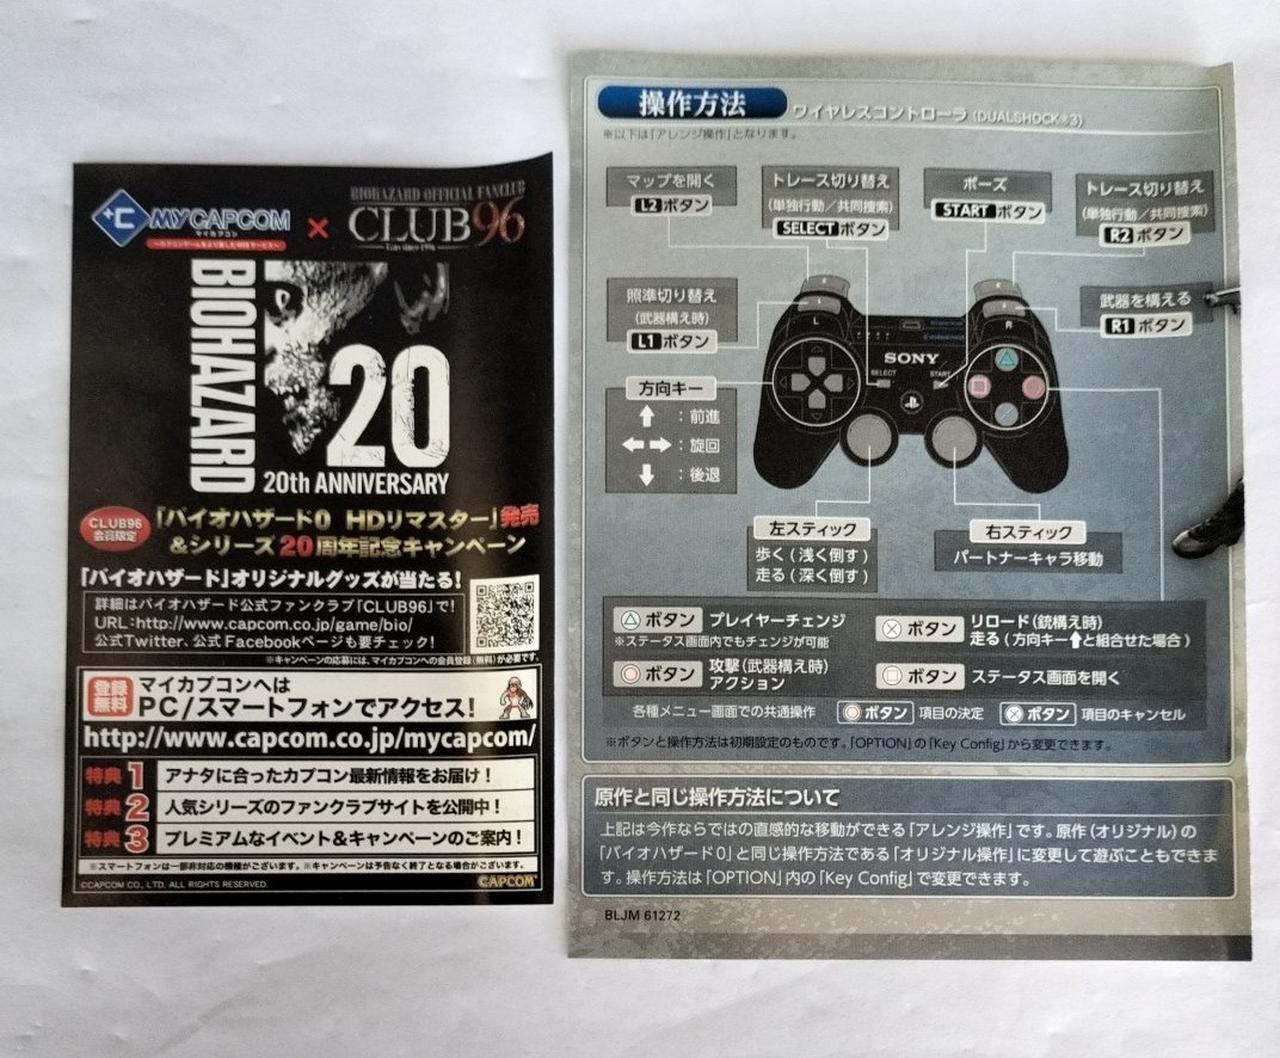 +C MY CAPCOM
マイカプコン
～カプコンゲームをより楽しむWEBサービス～
×
BIOHAZARD OFFICIAL FANCLUB
CLUB96
BIOHAZARD
20
20th ANNIVERSARY
CLUB96
会員限定
「バイオハザード0 HDリマスター」発売
&シリーズ20周年記念キャンペーン
「バイオハザード」オリジナルグッズが当たる!
詳細はバイオハザード公式ファンクラブ「CLUB96」で!
URL:http://www.capcom.co.jp/game/bio/
公式Twitter、公式Facebookページも要チェック!
※キャンペーンの応募には、マイカプコンへの会員登録(無料)が必要です。
登録
無料
マイカプコンへは
PC/スマートフォンでアクセス!
http://www.capcom.co.jp/mycapcom/
特典1 アナタに合ったカプコン最新情報をお届け!
特典2 人気シリーズのファンクラブサイトを公開中!
特典3 プレミアムなイベント&キャンペーンのご案内!
※スマートフォンは一部非対応の機種がございます。※キャンペーンは予告なく終了となる場合がございます。
©CAPCOM CO., LTD. ALL RIGHTS RESERVED.
CAPCOM
操作方法 ワイヤレスコントローラ(DUALSHOCK®3)
※以下は「アレンジ操作」となります。
マップを開く
L2ボタン
トレース切り替え
(単独行動/共同捜索)
SELECTボタン
ポーズ
STARTボタン
トレース切り替え
(単独行動/共同捜索)
R2ボタン
照準切り替え
(武器構え時)
L1ボタン
武器を構える
R1ボタン
L
R
SONY
SELECT
START
方向キー
⬆:前進
⬅➡:旋回
⬇:後退
左スティック
歩く(浅く倒す)
走る(深く倒す)
右スティック
パートナーキャラ移動
△ボタン プレイヤーチェンジ
※ステータス画面内でもチェンジが可能
×ボタン リロード(銃構え時)
走る(方向キー⬆と組合せた場合)
○ボタン 攻撃(武器構え時)
アクション
□ボタン ステータス画面を開く
各種メニュー画面での共通操作 ○ボタン 項目の決定 ×ボタン 項目のキャンセル
※ボタンと操作方法は初期設定のものです。「OPTION」の「Key Config」から変更できます。
原作と同じ操作方法について
上記は今作ならではの直感的な移動ができる「アレンジ操作」です。原作(オリジナル)の
「バイオハザード0」と同じ操作方法である「オリジナル操作」に変更して遊ぶこともできま
す。操作方法は「OPTION」内の「Key Config」で変更できます。
BLJM 61272